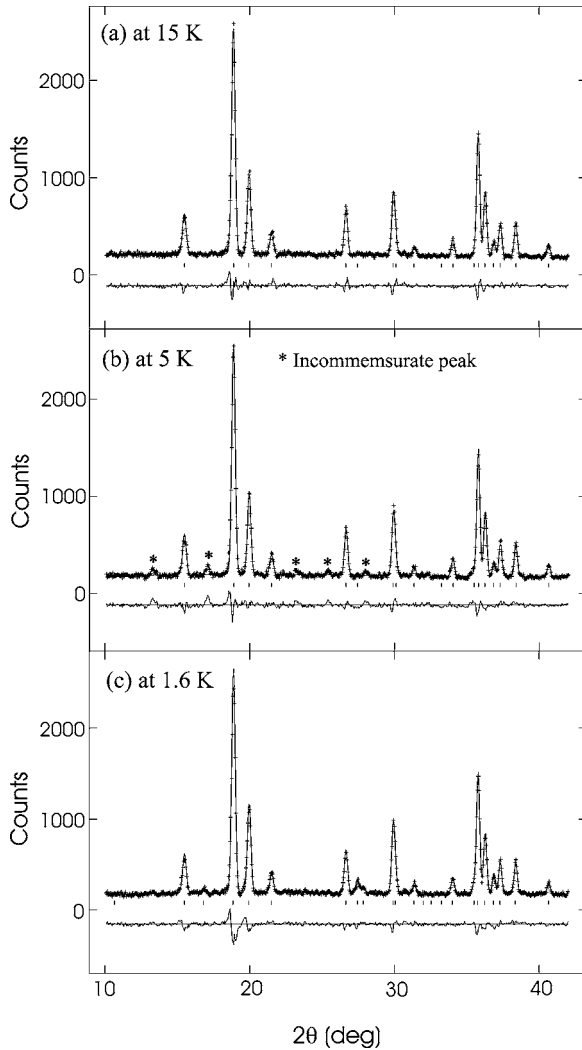 (a) at 15 K
2000
1000
0
Counts
(b) at 5 K
* Incommemsurate peak
2000
1000
0
Counts
* * * * *
(c) at 1.6 K
2000
1000
0
Counts
10 20 30 40
2θ (deg)